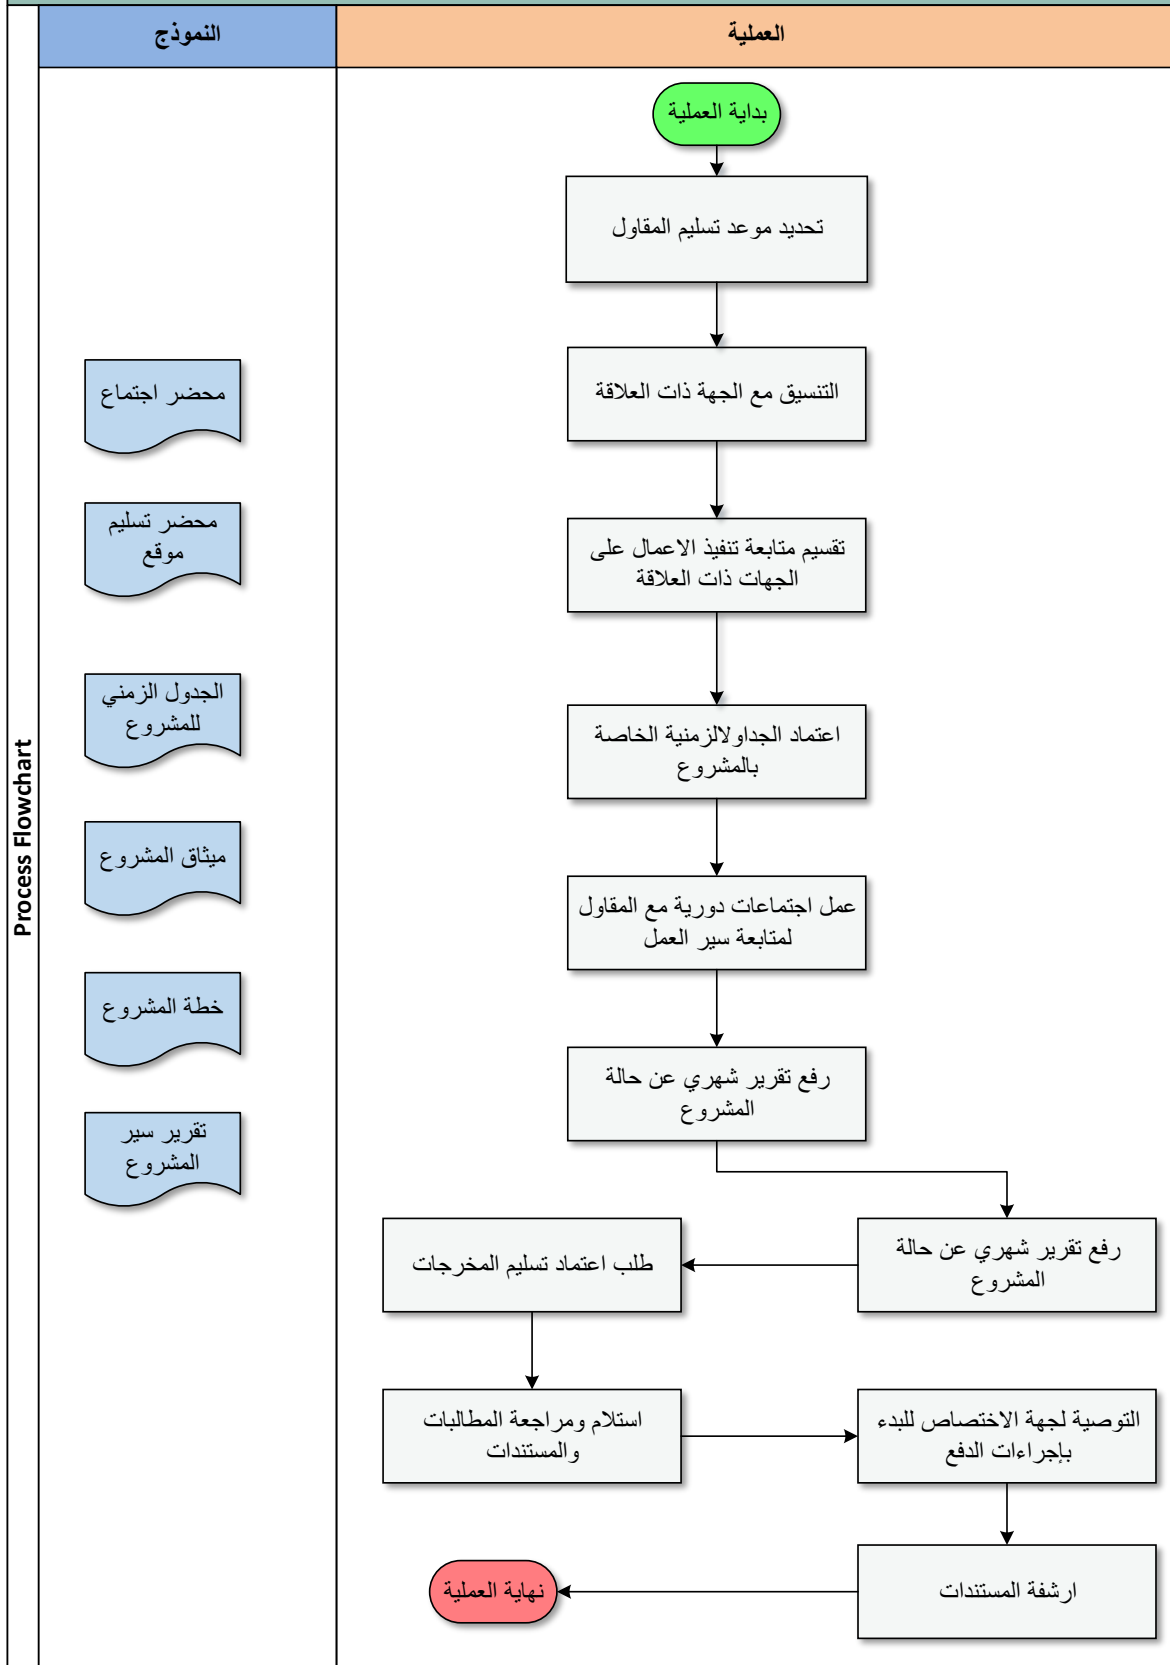 العملية
النموذج
Process Flowchart
بداية العملية
تحديد موعد تسليم المقاول
التنسيق مع الجهة ذات العلاقة
تقسيم متابعة تنفيذ الاعمال على
الجهات ذات العلاقة
اعتماد الجداولالزمنية الخاصة
بالمشروع
عمل اجتماعات دورية مع المقاول
لمتابعة سير العمل
رفع تقرير شهري عن حالة
المشروع
رفع تقرير شهري عن حالة
المشروع
طلب اعتماد تسليم المخرجات
استلام ومراجعة المطالبات
والمستندات
التوصية لجهة الاختصاص للبدء
بإجراءات الدفع
ارشفة المستندات
نهاية العملية
محضر اجتماع
محضر تسليم
موقع
الجدول الزمني
للمشروع
ميثاق المشروع
خطة المشروع
تقرير سير
المشروع